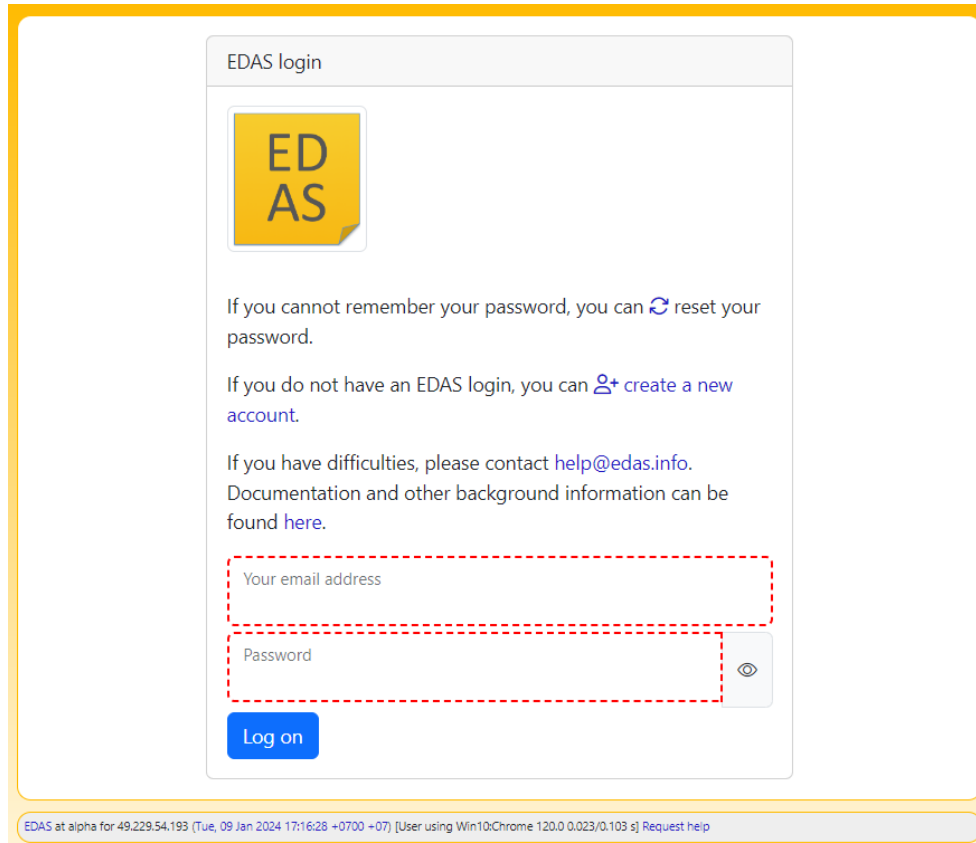 EDAS login
ED
AS
If you cannot remember your password, you can reset your
password.
If you do not have an EDAS login, you can create a new
account.
If you have difficulties, please contact help@edas.info.
Documentation and other background information can be
found here.
Your email address
Password
Log on
EDAS at alpha for 49.229.54.193 (Tue, 09 Jan 2024 17:16:28 +0700 +07) [User using Win10:Chrome 120.0 0.023/0.103 s] Request help